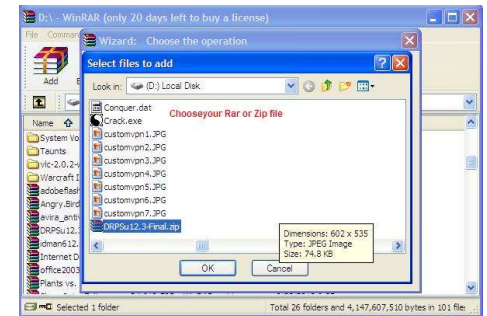 D:\ - WinRAR (only 20 days left to buy a license)
File Comman
Wizard: Choose the operation
Select files to add
Look in: (D:) Local Disk
Add
Name
System Vo
Taunts
vlc-2.0.2-w
Warcraft I
adobeflash
Angry.Bird
avira_anti
DRPSu12.
idman612.
Internet D
office2003
Plants vs.
Conquer.dat
Crack.exe
customvpn1.JPG
customvpn2.JPG
customvpn3.JPG
customvpn4.JPG
customvpn5.JPG
customvpn6.JPG
customvpn7.JPG
DRPSu12.3-Final.zip
Chooseyour Rar or Zip file
Dimensions: 602 x 535
Type: JPEG Image
Size: 74.8 KB
OK Cancel
Selected 1 folder
Total 26 folders and 4,147,607,510 bytes in 101 file